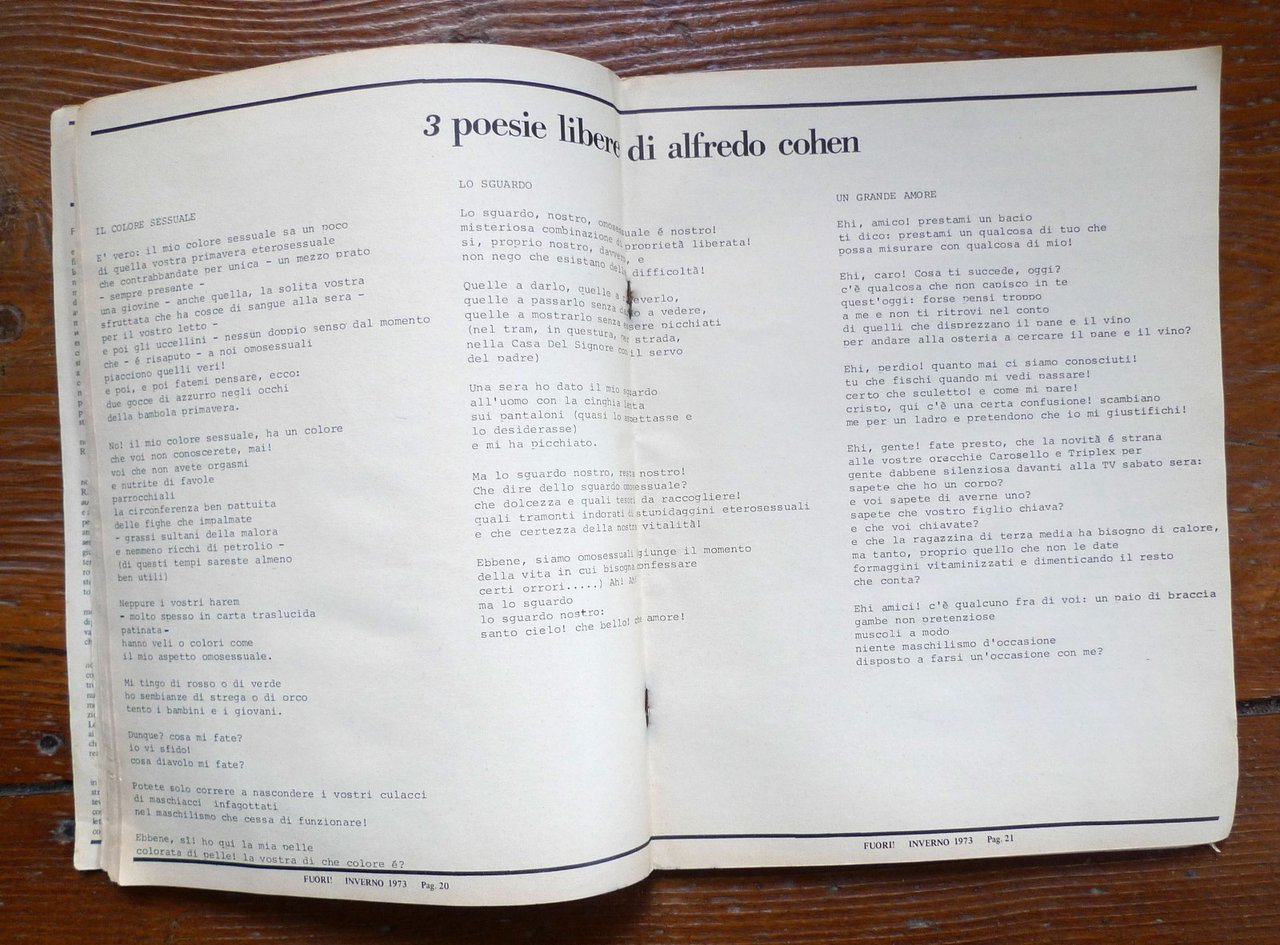 3 poesie libere di alfredo cohen
IL COLORE SESSUALE
E' vero: il mio colore sessuale sa un poco
di quella vostra primavera eterosessuale
che contrabbandate per unica - un mezzo prato
- sempre presente -
una giovine - anche quella, la solita vostra
sfruttata che ha cosce di sangue alla sera -
per il vostro letto -
e poi gli uccellini - nessun doppio senso dal momento
che - é risaputo - a noi omosessuali
piacciono quelli veri!
e poi, e poi fatemi pensare, ecco:
due gocce di azzurro negli occhi
della bambola primavera.
No! il mio colore sessuale, ha un colore
che voi non conoscerete, mai!
voi che non avete orgasmi
e nutrite di favole
parrocchiali
la circonferenza ben pattuita
delle fighe che impalmate
- grassi sultani della malora
e nemmeno ricchi di petrolio -
(di questi tempi sareste almeno
ben utili)
Neppure i vostri harem
- molto spesso in carta traslucida
patinata-
hanno veli o colori come
il mio aspetto omosessuale.
Mi tingo di rosso o di verde
ho sembianze di strega o di orco
tento i bambini e i giovani.
Dunque? cosa mi fate?
io vi sfido!
cosa diavolo mi fate?
Potete solo correre a nascondere i vostri culacci
di maschiacci infagottati
nel maschilismo che cessa di funzionare!
Ebbene, sì! ho qui la mia pelle
colorata di pelle! la vostra di che colore é?
FUORI! INVERNO 1973 Pag. 20
LO SGUARDO
Lo sguardo, nostro, omosessuale é nostro!
misteriosa combinazione di proprietà liberata!
si, proprio nostro, davvero, e
non nego che esistano delle difficoltà!
Quelle a darlo, quelle a riceverlo,
quelle a passarlo senza darlo a vedere,
quelle a mostrarlo senza essere picchiati
(nel tram, in questura, per strada,
nella Casa Del Signore con il servo
del padre)
Una sera ho dato il mio sguardo
all'uomo con la cinghia
sui pantaloni (quasi lo aspettasse e
lo desiderasse)
e mi ha picchiato.
Ma lo sguardo nostro, resta nostro!
Che dire dello sguardo omosessuale?
che dolcezza e quali tesori da raccogliere!
quali tramonti indorati di stupidaggini eterosessuali
e che certezza della nostra vitalità!
Ebbene, siamo omosessuali giunge il momento
della vita in cui bisogna confessare
certi orrori.....) Ah! Ah!
ma lo sguardo
lo sguardo nostro:
santo cielo! che bello! che amore!
UN GRANDE AMORE
Ehi, amico! prestami un bacio
ti dico: prestami un qualcosa di tuo che
possa misurare con qualcosa di mio!
Ehi, caro! Cosa ti succede, oggi?
c'è qualcosa che non capisco in te
quest'oggi: forse pensi troppo
a me e non ti ritrovi nel conto
di quelli che disprezzano il pane e il vino
per andare alla osteria a cercare il pane e il vino?
Ehi, perdio! quanto mai ci siamo conosciuti!
tu che fischi quando mi vedi passare!
certo che sculetto! e come mi pare!
cristo, qui c'è una certa confusione! scambiano
me per un ladro e pretendono che io mi giustifichi!
Ehi, gente! fate presto, che la novità é strana
alle vostre orecchie Carosello e Triplex per
gente dabbene silenziosa davanti alla TV sabato sera:
sapete che ho un corpo?
e voi sapete di averne uno?
sapete che vostro figlio chiava?
e che voi chiavate?
e che la ragazzina di terza media ha bisogno di calore,
ma tanto, proprio quello che non le date
formaggini vitaminizzati e dimenticando il resto
che conta?
Ehi amici! c'è qualcuno fra di voi: un paio di braccia
gambe non pretenziose
muscoli a modo
niente maschilismo d'occasione
disposto a farsi un'occasione con me?
FUORI! INVERNO 1973 Pag. 21